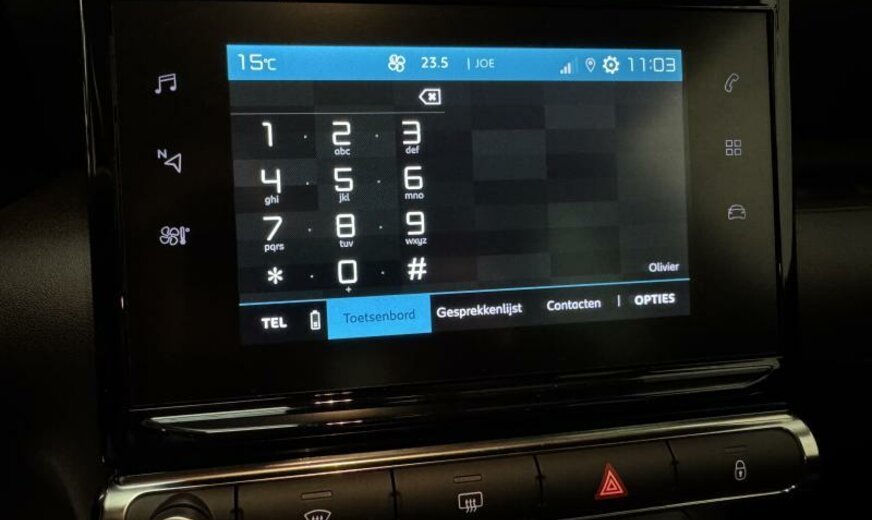 15°C 23.5 | JOE 11:03
N
1 2 abc 3 def
4 ghi 5 jkl 6 mno
7 pqrs 8 tuv 9 wxyz
* 0 + #
Olivier
TEL Toetsenbord Gesprekkenlijst Contacten | OPTIES